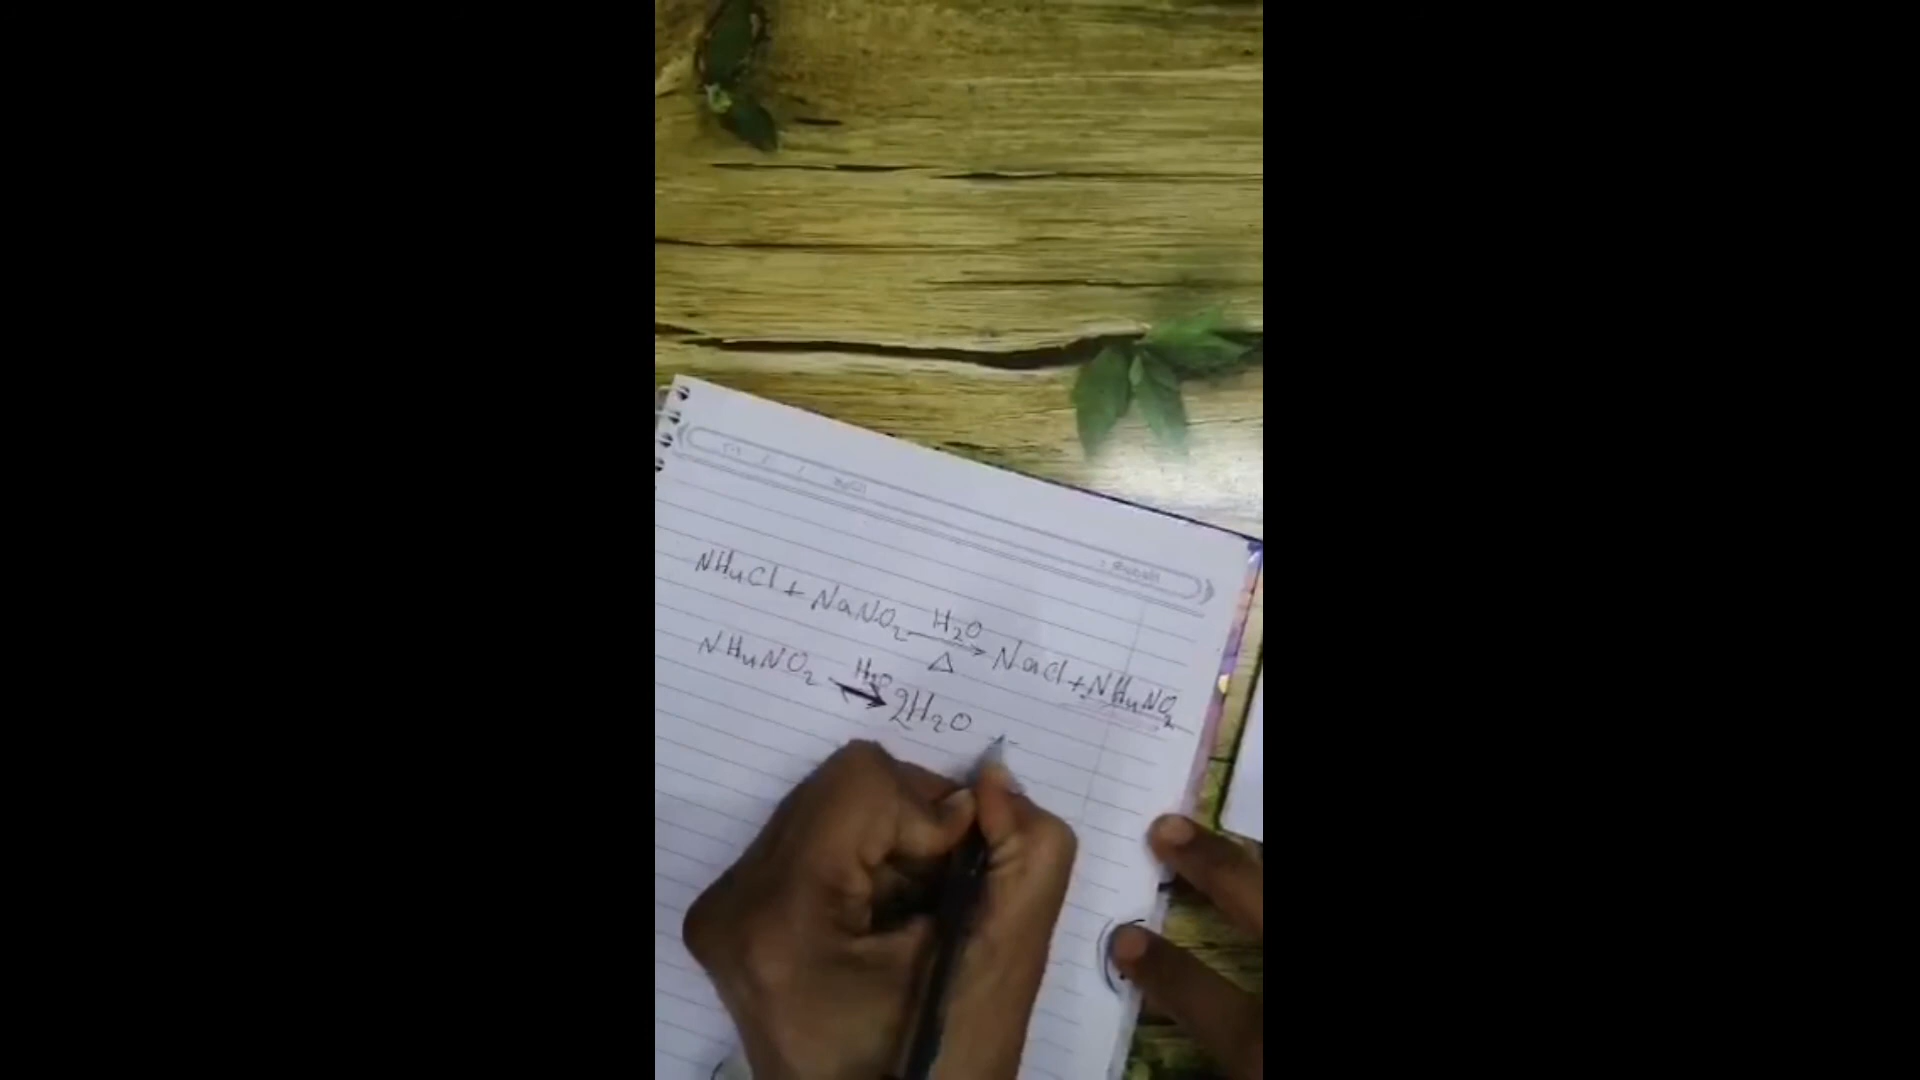 NH4Cl + NaNO2 H2O → Δ NaCl + NH4NO2
NH4NO2 H2O → 2H2O